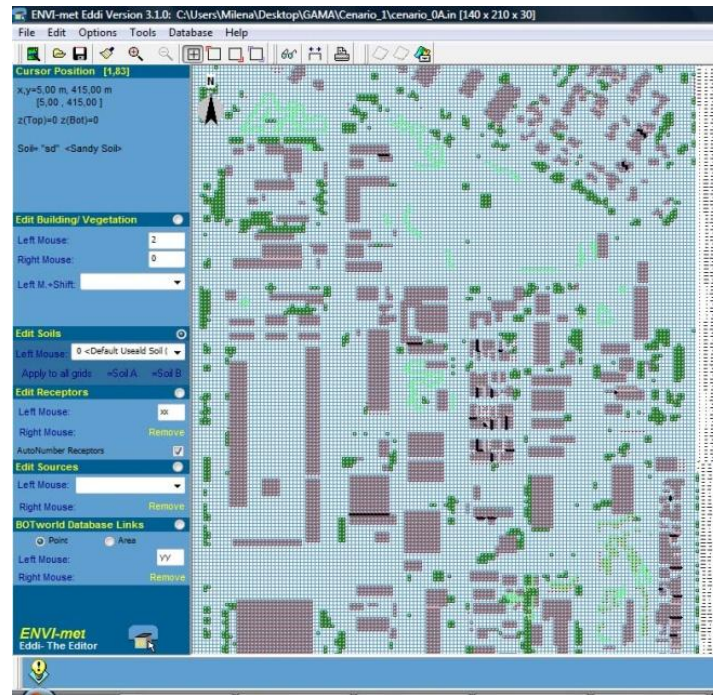 ENVI-met Eddi Version 3.1.0: C:\Users\Milena\Desktop\GAMA\Cenario_1\cenario_0A.in [140 x 210 x 30]
File Edit Options Tools Database Help
Cursor Position [1,83]
x,y=5,00 m, 415,00 m
[5,00 , 415,00 ]
z(Top)=0 z(Bot)=0
Soil= "sd" <Sandy Soil>
N
Edit Building/ Vegetation
Left Mouse: 2
Right Mouse: 0
Left M.+Shift:
Edit Soils
Left Mouse: 0 <Default Useald Soil (
Apply to all grids: =Soil A =Soil B
Edit Receptors
Left Mouse: xx
Right Mouse: Remove
AutoNumber Receptors
Edit Sources
Left Mouse:
Right Mouse: Remove
BOTworld Database Links
Point Area
Left Mouse: YY
Right Mouse: Remove
ENVI-met
Eddi- The Editor